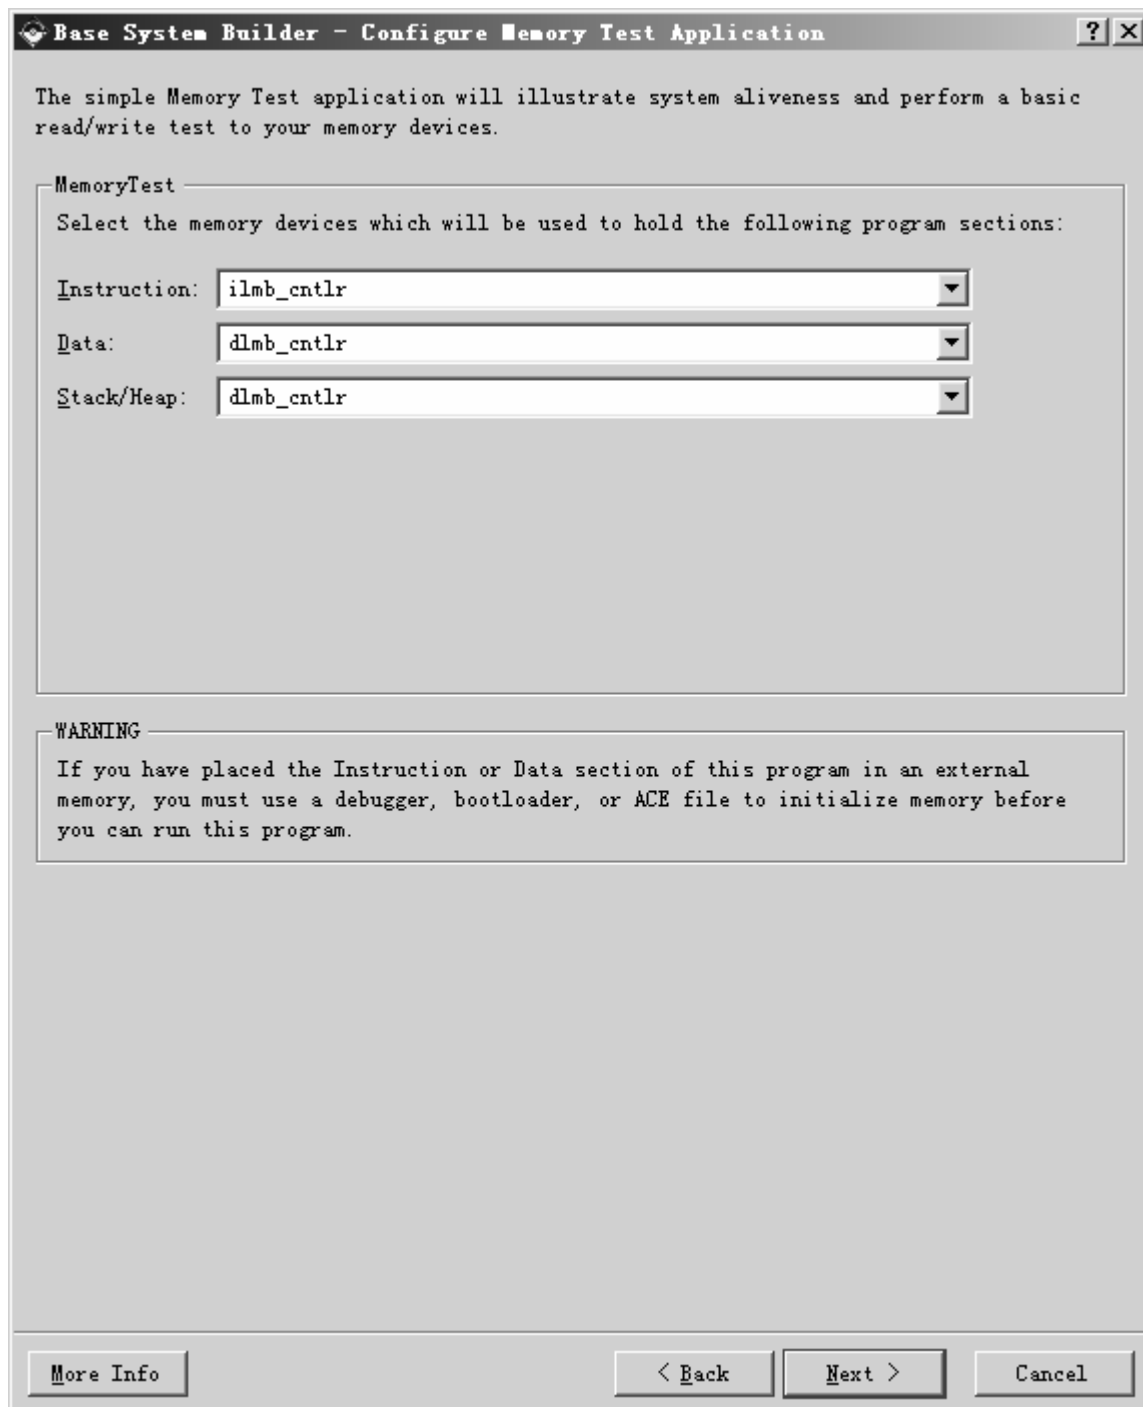 Base System Builder - Configure Memory Test Application
The simple Memory Test application will illustrate system aliveness and perform a basic
read/write test to your memory devices.
MemoryTest
Select the memory devices which will be used to hold the following program sections:
Instruction: ilmb_cntlr
Data: dlmb_cntlr
Stack/Heap: dlmb_cntlr
WARNING
If you have placed the Instruction or Data section of this program in an external
memory, you must use a debugger, bootloader, or ACE file to initialize memory before
you can run this program.
More Info < Back Next > Cancel